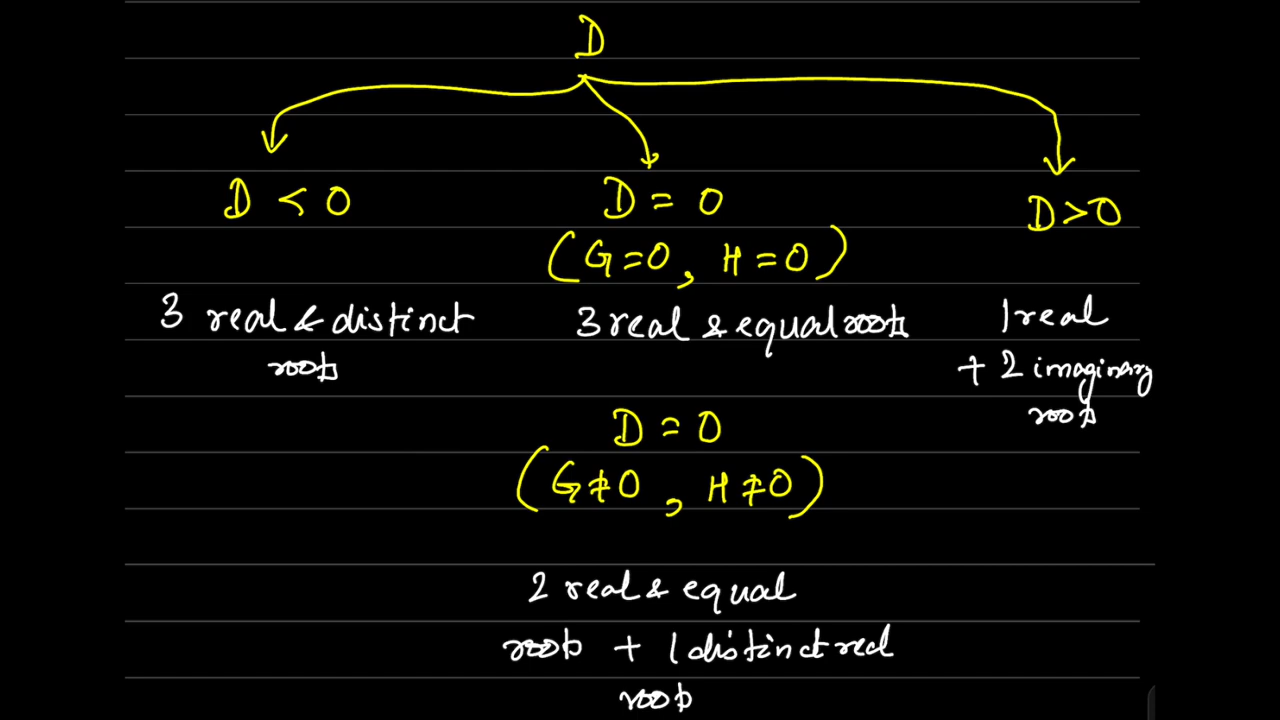 D
D < 0
D = 0
D > 0
(G = 0, H = 0)
3 real & distinct
roots
3 real & equal roots
1 real
+ 2 imaginary
roots
D = 0
(G ≠ 0, H ≠ 0)
2 real & equal
roots + 1 distinct real
roots